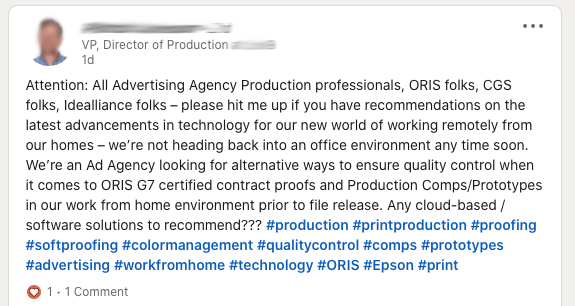 VP, Director of Production
1d
Attention: All Advertising Agency Production professionals, ORIS folks, CGS
folks, Idealliance folks – please hit me up if you have recommendations on the
latest advancements in technology for our new world of working remotely from
our homes – we’re not heading back into an office environment any time soon.
We’re an Ad Agency looking for alternative ways to ensure quality control when
it comes to ORIS G7 certified contract proofs and Production Comps/Prototypes
in our work from home environment prior to file release. Any cloud-based /
software solutions to recommend??? #production #printproduction #proofing
#softproofing #colormanagement #qualitycontrol #comps #prototypes
#advertising #workfromhome #technology #ORIS #Epson #print
1 · 1 Comment